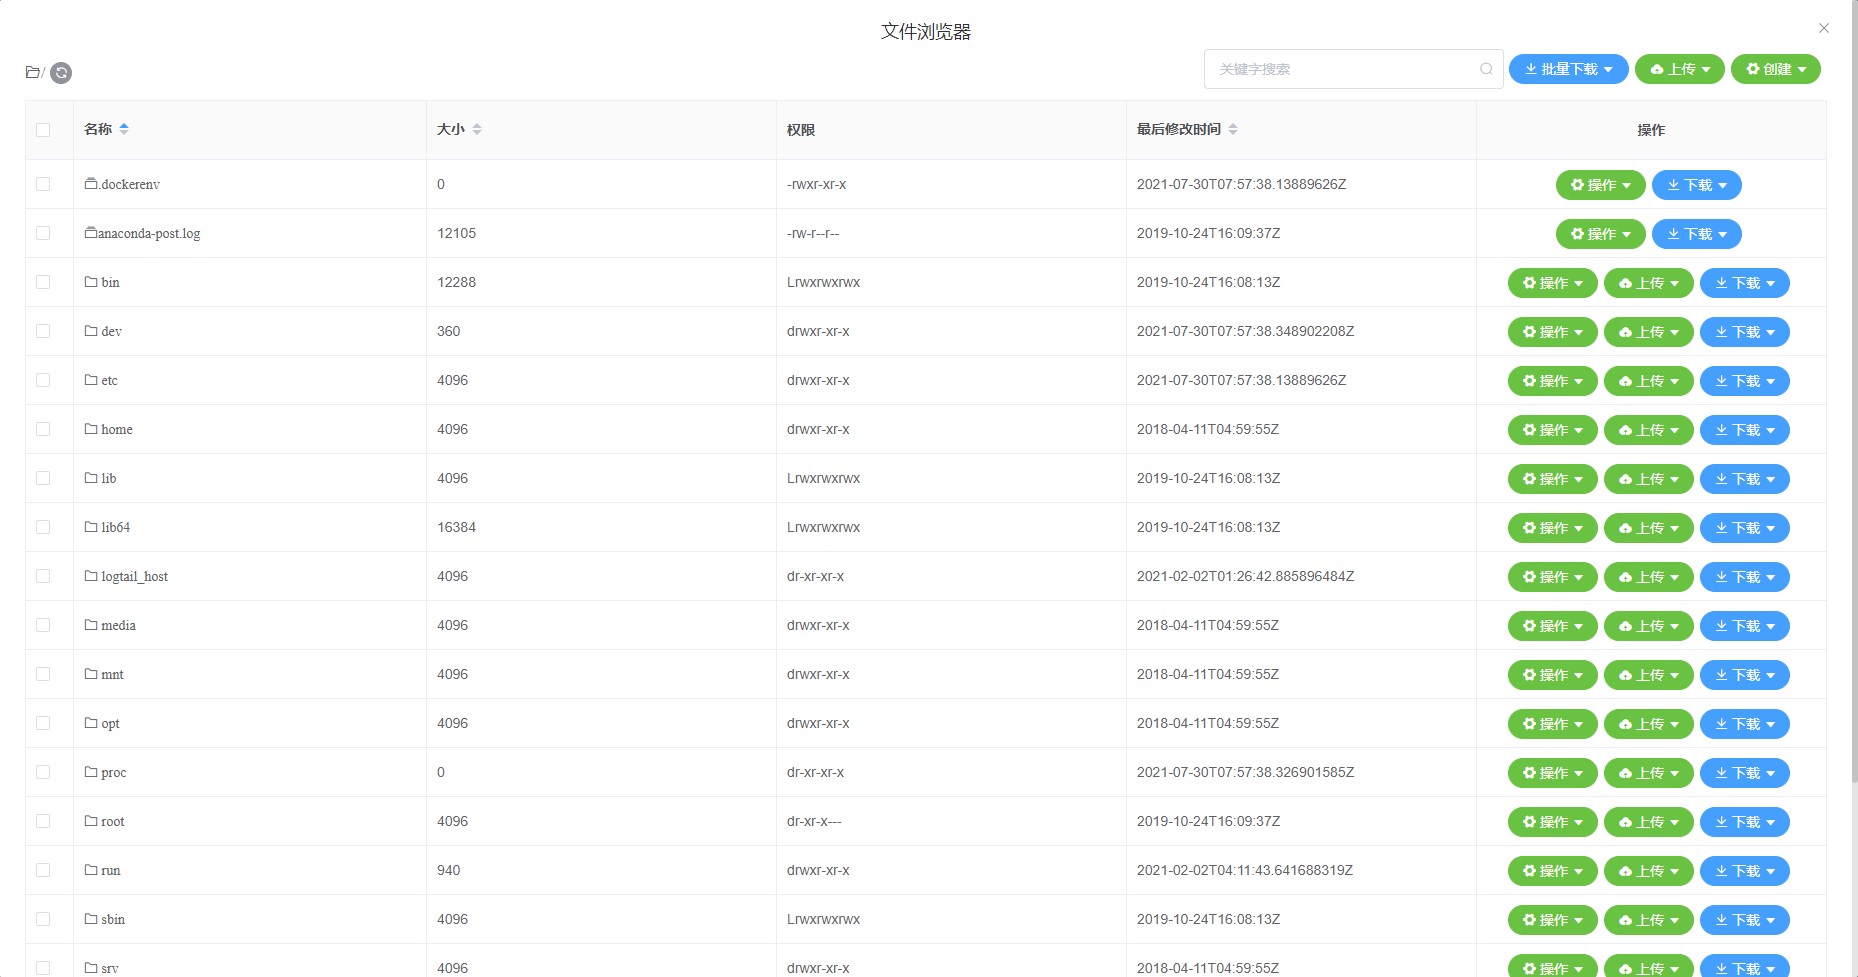 文件浏览器
/
关键字搜索 批量下载 上传 创建
名称 大小 权限 最后修改时间 操作
.dockerenv 0 -rwxr-xr-x 2021-07-30T07:57:38.13889626Z 操作 下载
anaconda-post.log 12105 -rw-r--r-- 2019-10-24T16:09:37Z 操作 下载
bin 12288 Lrwxrwxrwx 2019-10-24T16:08:13Z 操作 上传 下载
dev 360 drwxr-xr-x 2021-07-30T07:57:38.348902208Z 操作 上传 下载
etc 4096 drwxr-xr-x 2021-07-30T07:57:38.13889626Z 操作 上传 下载
home 4096 drwxr-xr-x 2018-04-11T04:59:55Z 操作 上传 下载
lib 4096 Lrwxrwxrwx 2019-10-24T16:08:13Z 操作 上传 下载
lib64 16384 Lrwxrwxrwx 2019-10-24T16:08:13Z 操作 上传 下载
logtail_host 4096 dr-xr-xr-x 2021-02-02T01:26:42.885896484Z 操作 上传 下载
media 4096 drwxr-xr-x 2018-04-11T04:59:55Z 操作 上传 下载
mnt 4096 drwxr-xr-x 2018-04-11T04:59:55Z 操作 上传 下载
opt 4096 drwxr-xr-x 2018-04-11T04:59:55Z 操作 上传 下载
proc 0 dr-xr-xr-x 2021-07-30T07:57:38.326901585Z 操作 上传 下载
root 4096 dr-xr-x--- 2019-10-24T16:09:37Z 操作 上传 下载
run 940 drwxr-xr-x 2021-02-02T04:11:43.641688319Z 操作 上传 下载
sbin 4096 Lrwxrwxrwx 2019-10-24T16:08:13Z 操作 上传 下载
srv 4096 drwxr-xr-x 2018-04-11T04:59:55Z 操作 上传 下载